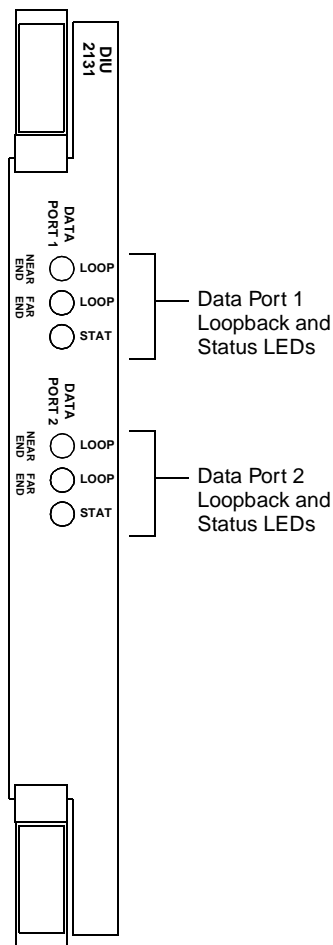 DIU
2131
DATA
PORT 1
NEAR
END
LOOP
FAR
END
LOOP
STAT
Data Port 1
Loopback and
Status LEDs
DATA
PORT 2
NEAR
END
LOOP
FAR
END
LOOP
STAT
Data Port 2
Loopback and
Status LEDs